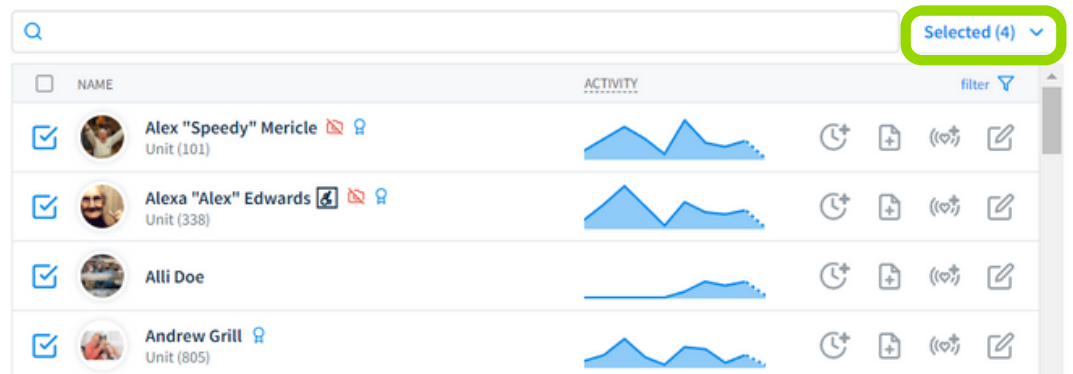 Selected (4)
NAME
ACTIVITY
filter
Alex "Speedy" Mericle
Unit (101)
Alexa "Alex" Edwards
Unit (338)
Alli Doe
Andrew Grill
Unit (805)